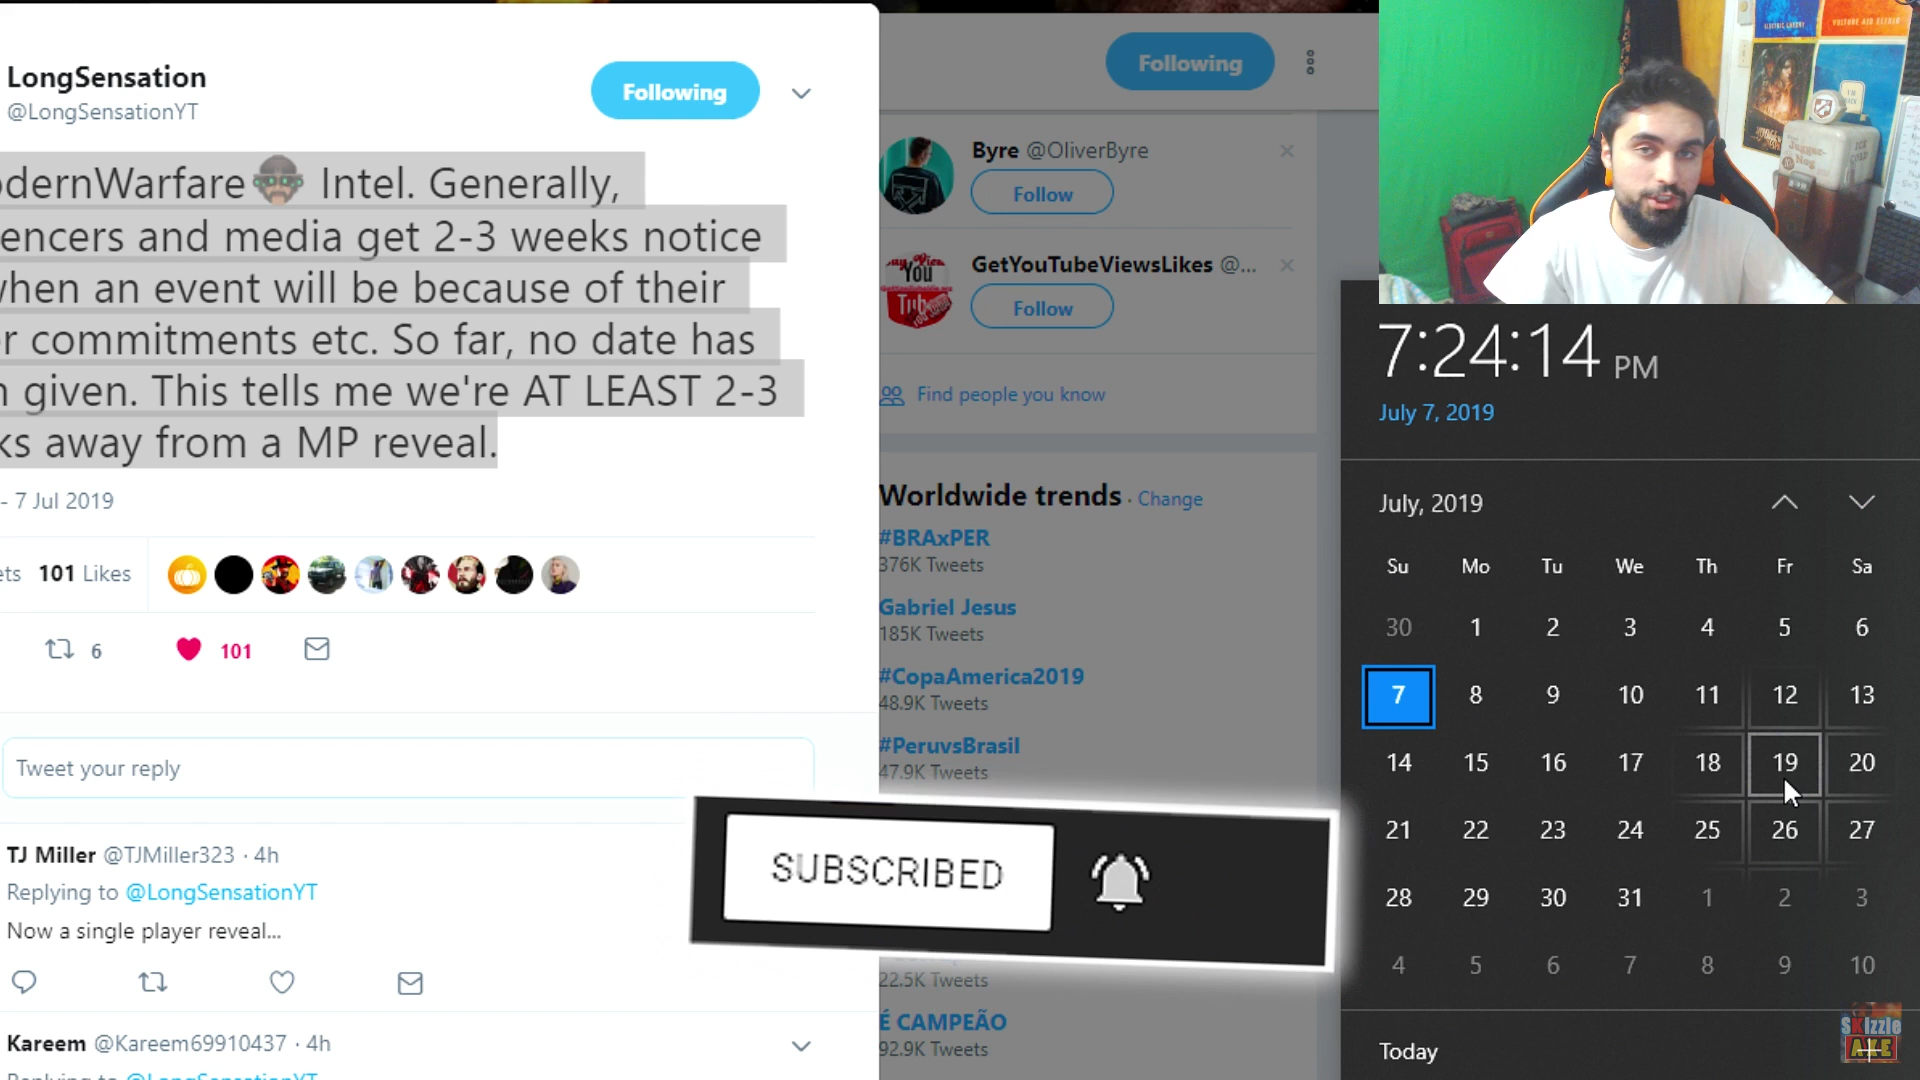 LongSensation
@LongSensationYT
Following
odernWarfare Intel. Generally,
encers and media get 2-3 weeks notice
when an event will be because of their
r commitments etc. So far, no date has
n given. This tells me we're AT LEAST 2-3
ks away from a MP reveal.
- 7 Jul 2019
ets 101 Likes
6 101
Tweet your reply
TJ Miller @TJMiller323 · 4h
Replying to @LongSensationYT
Now a single player reveal...
Kareem @Kareem69910437 · 4h
Replying to @LongSensationYT
Following
Byre @OliverByre
Follow
GetYouTubeViewsLikes @...
Follow
Find people you know
Worldwide trends · Change
#BRAxPER
376K Tweets
Gabriel Jesus
185K Tweets
#CopaAmerica2019
48.9K Tweets
#PeruvsBrasil
47.9K Tweets
SUBSCRIBED
22.5K Tweets
É CAMPEÃO
92.9K Tweets
7:24:14 PM
July 7, 2019
July, 2019
Su Mo Tu We Th Fr Sa
30 1 2 3 4 5 6
7 8 9 10 11 12 13
14 15 16 17 18 19 20
21 22 23 24 25 26 27
28 29 30 31 1 2 3
4 5 6 7 8 9 10
Today
SKizzle
AXE